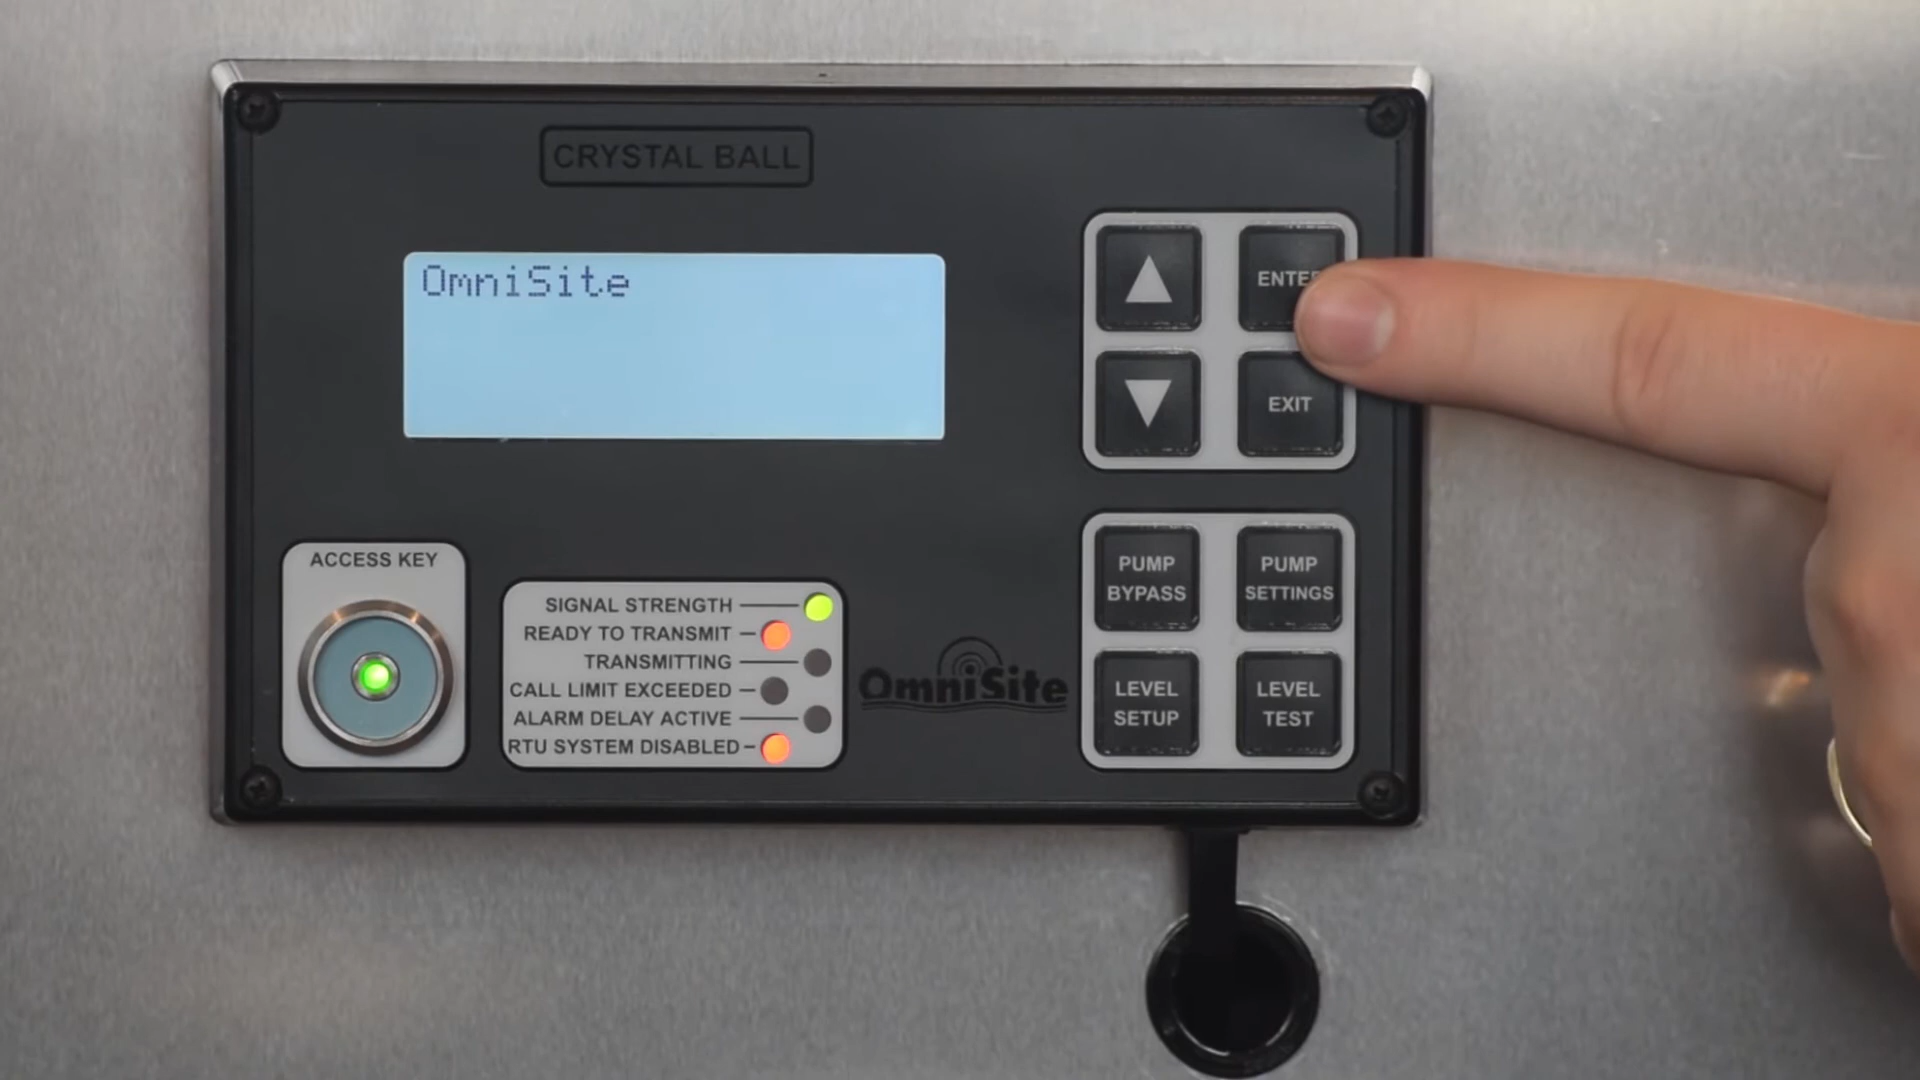 CRYSTAL BALL
OmniSite
ENTER
EXIT
ACCESS KEY
SIGNAL STRENGTH
READY TO TRANSMIT
TRANSMITTING
CALL LIMIT EXCEEDED
ALARM DELAY ACTIVE
RTU SYSTEM DISABLED
OmniSite
PUMP
BYPASS
PUMP
SETTINGS
LEVEL
SETUP
LEVEL
TEST